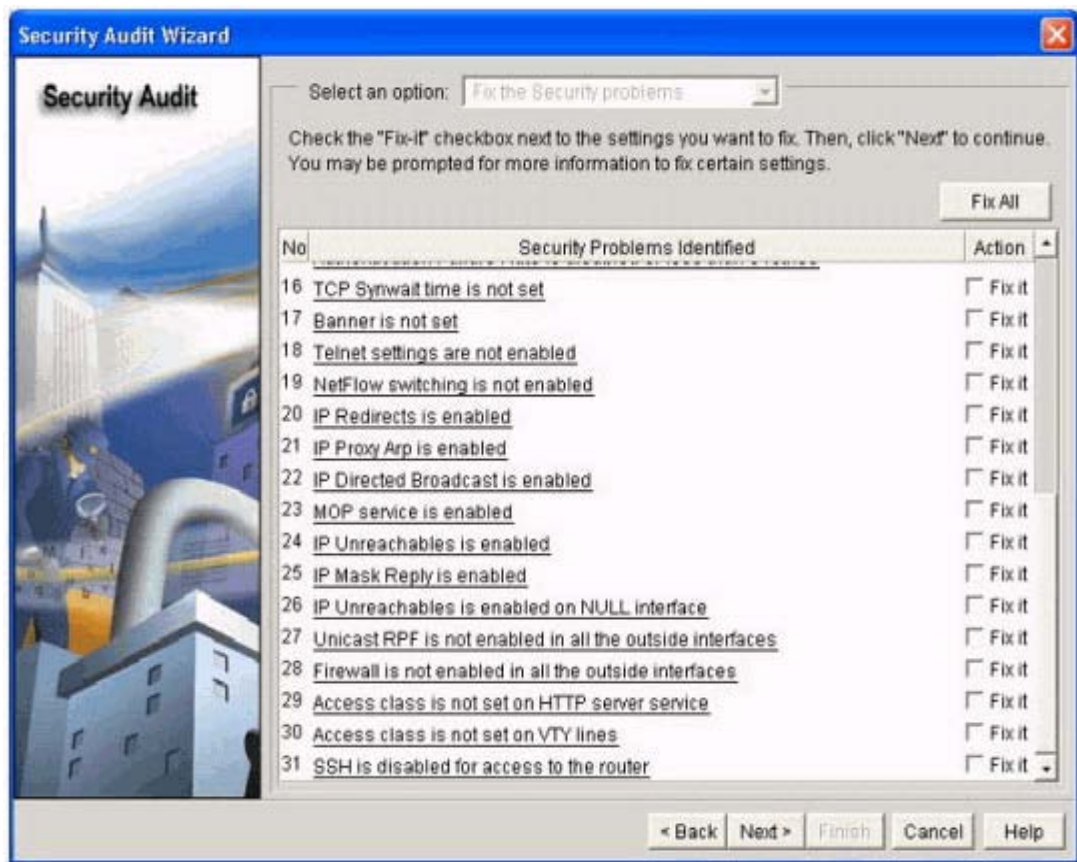 Security Audit Wizard
Security Audit
Select an option: Fix the Security problems
Check the "Fix-it" checkbox next to the settings you want to fix. Then, click "Next" to continue.
You may be prompted for more information to fix certain settings.
Fix All
No Security Problems Identified Action
16 TCP Synwait time is not set Fix it
17 Banner is not set Fix it
18 Telnet settings are not enabled Fix it
19 NetFlow switching is not enabled Fix it
20 IP Redirects is enabled Fix it
21 IP Proxy Arp is enabled Fix it
22 IP Directed Broadcast is enabled Fix it
23 MOP service is enabled Fix it
24 IP Unreachables is enabled Fix it
25 IP Mask Reply is enabled Fix it
26 IP Unreachables is enabled on NULL interface Fix it
27 Unicast RPF is not enabled in all the outside interfaces Fix it
28 Firewall is not enabled in all the outside interfaces Fix it
29 Access class is not set on HTTP server service Fix it
30 Access class is not set on VTY lines Fix it
31 SSH is disabled for access to the router Fix it
< Back Next > Finish Cancel Help